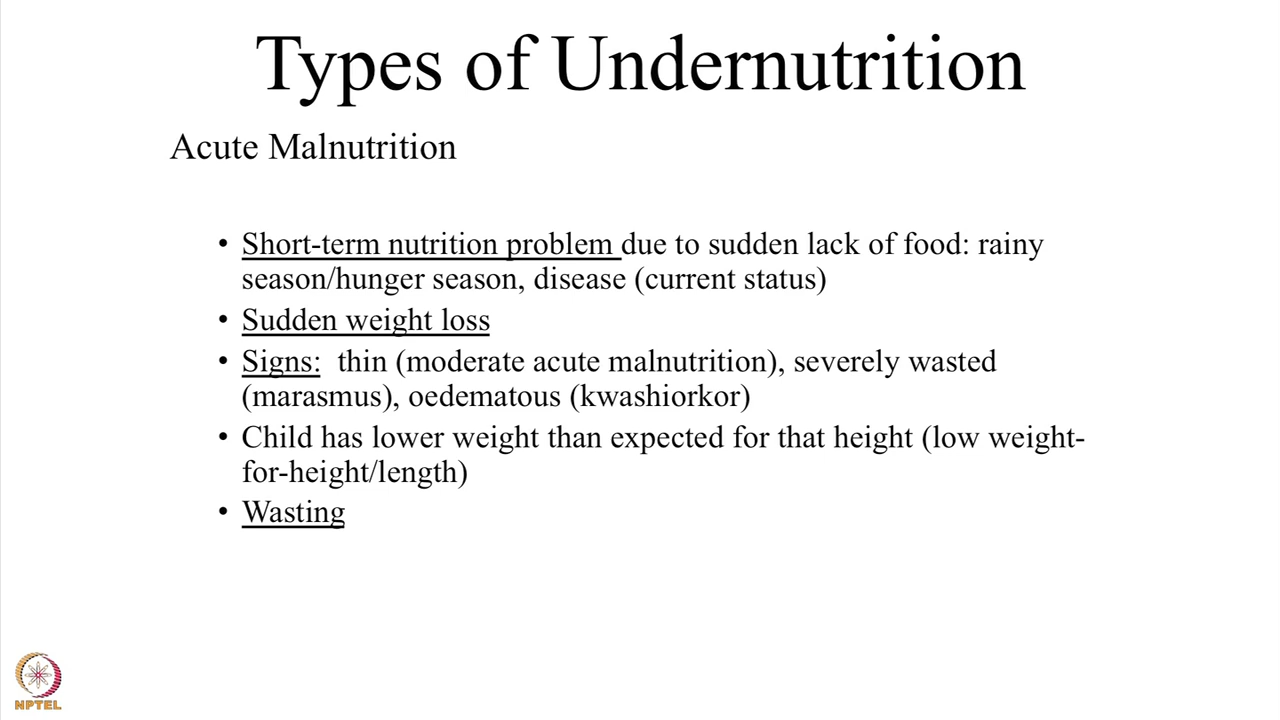 Types of Undernutrition
Acute Malnutrition
• Short-term nutrition problem due to sudden lack of food: rainy
season/hunger season, disease (current status)
• Sudden weight loss
• Signs:  thin (moderate acute malnutrition), severely wasted
(marasmus), oedematous (kwashiorkor)
• Child has lower weight than expected for that height (low weight-
for-height/length)
• Wasting
NPTEL